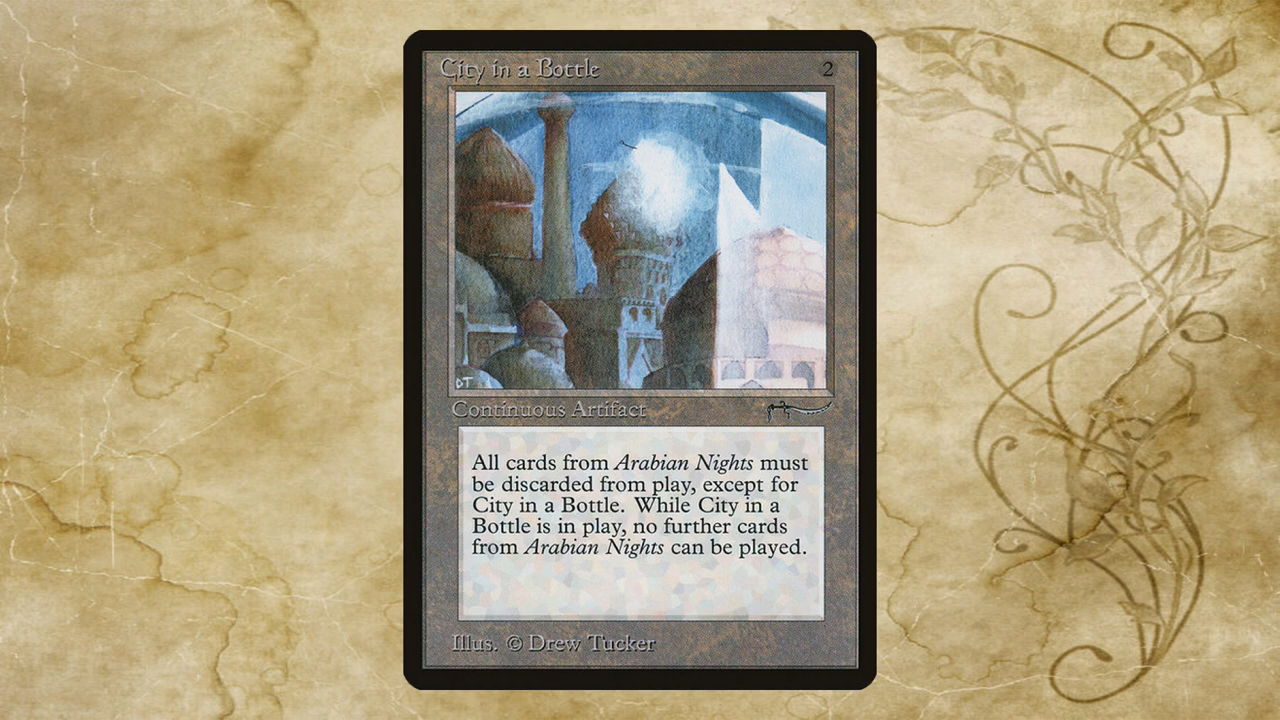 City in a Bottle 2
DT
Continuous Artifact
All cards from Arabian Nights must
be discarded from play, except for
City in a Bottle. While City in a
Bottle is in play, no further cards
from Arabian Nights can be played.
Illus. © Drew Tucker